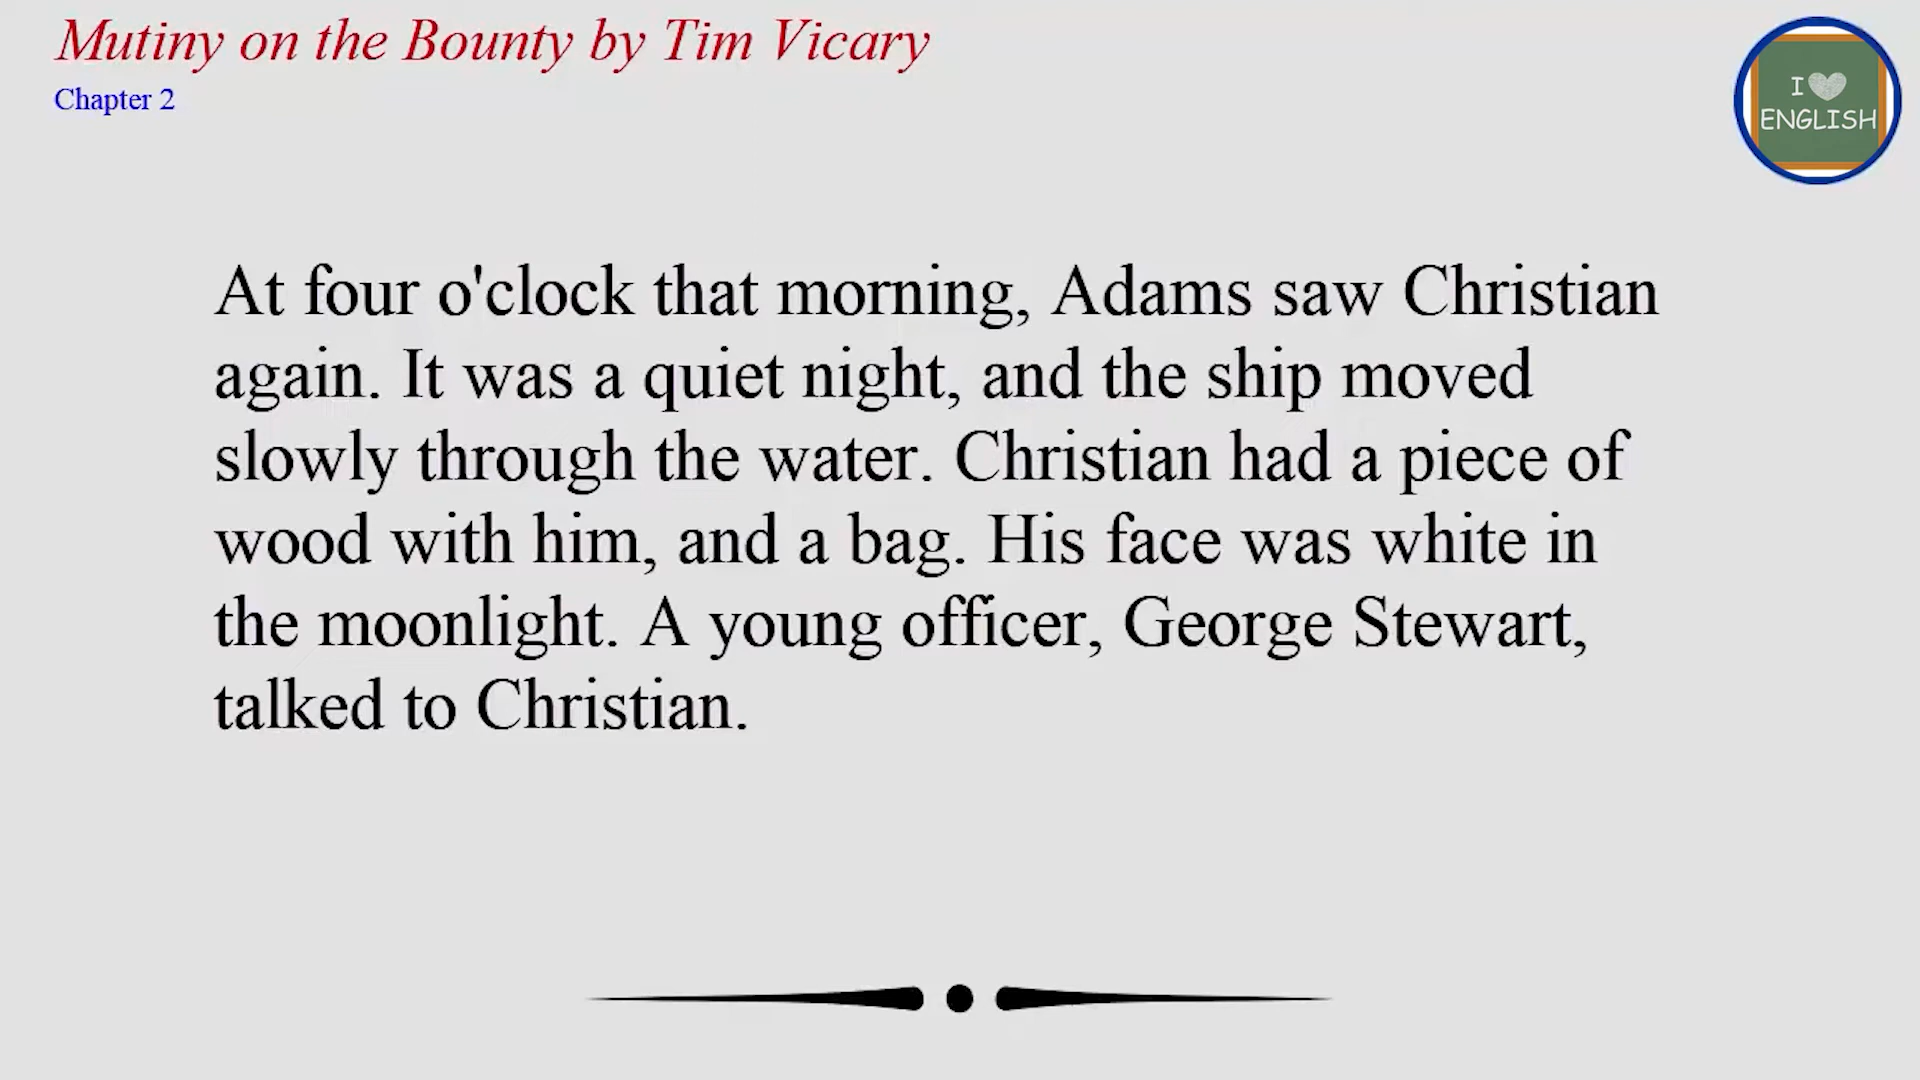 Mutiny on the Bounty by Tim Vicary
Chapter 2
I
ENGLISH
At four o'clock that morning, Adams saw Christian
again. It was a quiet night, and the ship moved
slowly through the water. Christian had a piece of
wood with him, and a bag. His face was white in
the moonlight. A young officer, George Stewart,
talked to Christian.